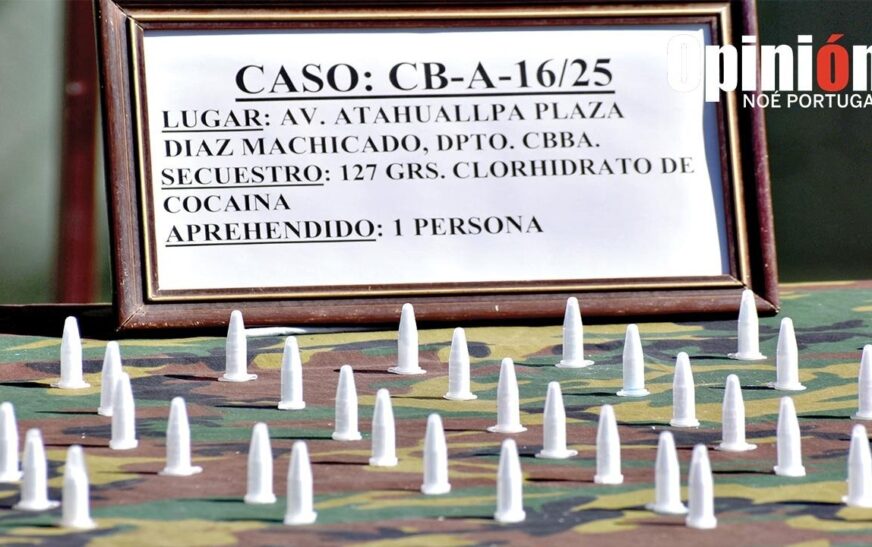 Opinión
NOÉ PORTUGAL
CASO: CB-A-16/25
LUGAR: AV. ATAHUALLPA PLAZA
DIAZ MACHICADO, DPTO. CBBA.
SECUESTRO: 127 GRS. CLORHIDRATO DE
COCAINA
APREHENDIDO: 1 PERSONA